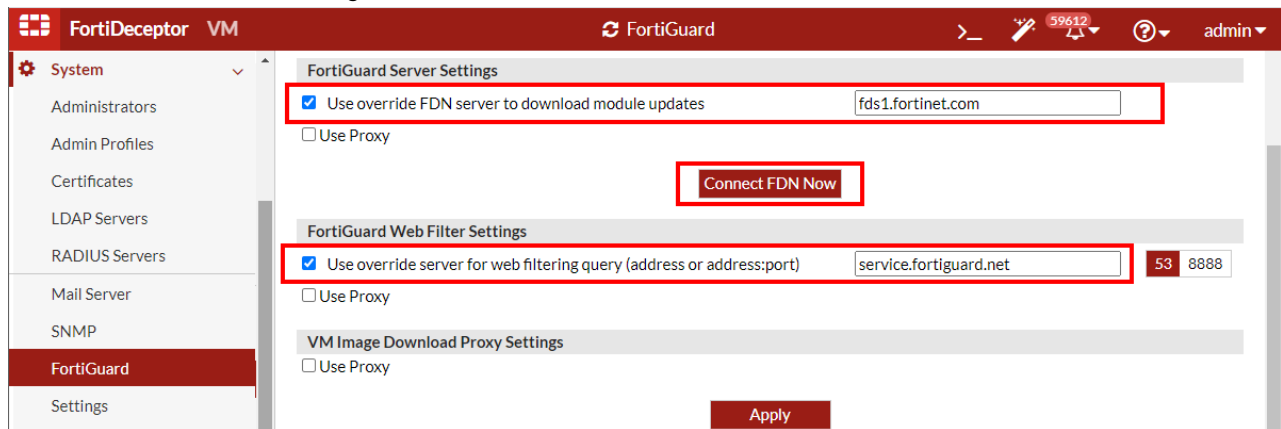 FortiDeceptor VM
FortiGuard
>_
59612
admin
System
FortiGuard Server Settings
Administrators
Use override FDN server to download module updates
fds1.fortinet.com
Admin Profiles
Use Proxy
Certificates
Connect FDN Now
LDAP Servers
FortiGuard Web Filter Settings
RADIUS Servers
Use override server for web filtering query (address or address:port)
service.fortiguard.net
53 8888
Mail Server
Use Proxy
SNMP
VM Image Download Proxy Settings
FortiGuard
Use Proxy
Settings
Apply